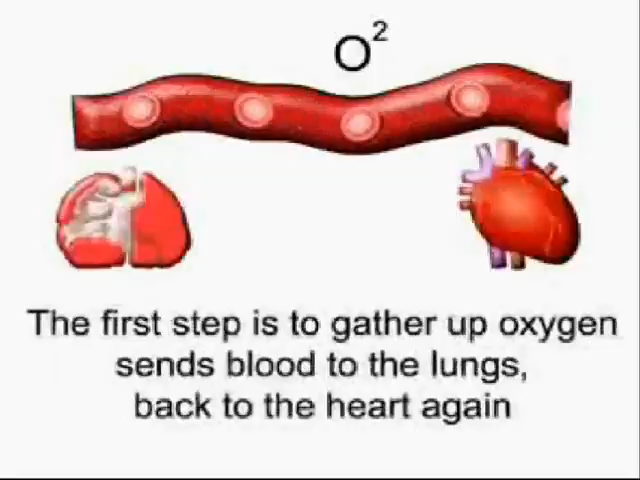 O²
The first step is to gather up oxygen
sends blood to the lungs,
back to the heart again